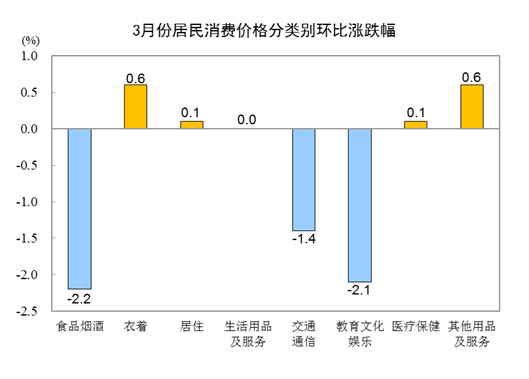 3月份居民消费价格分类别环比涨跌幅
(%)
1.0
0.5
0.0
-0.5
-1.0
-1.5
-2.0
-2.5
-2.2
0.6
0.1
0.0
-1.4
-2.1
0.1
0.6
食品烟酒
衣着
居住
生活用品
及服务
交通
通信
教育文化
娱乐
医疗保健
其他用品
及服务